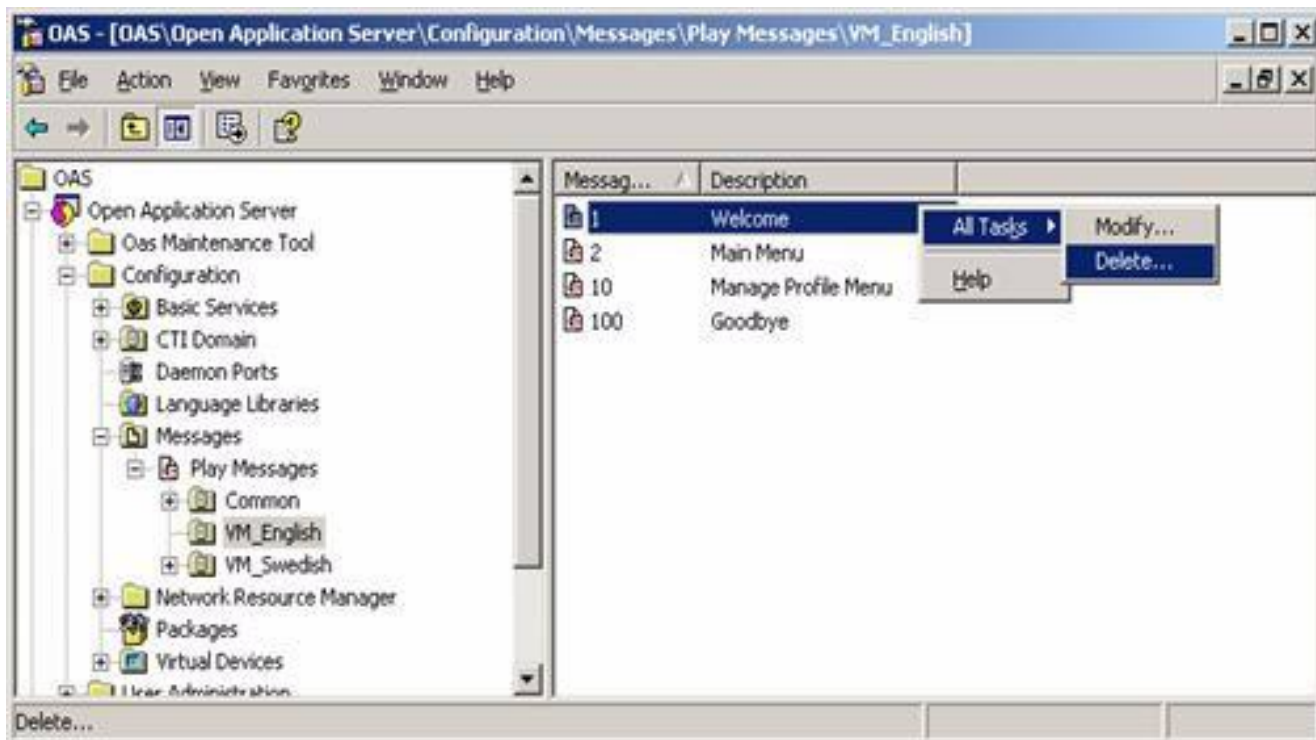 OAS - [OAS\Open Application Server\Configuration\Messages\Play Messages\VM_English]
File Action View Favorites Window Help
OAS
Open Application Server
Oas Maintenance Tool
Configuration
Basic Services
CTI Domain
Daemon Ports
Language Libraries
Messages
Play Messages
Common
VM_English
VM_Swedish
Network Resource Manager
Packages
Virtual Devices
User Administration
Messag... Description
1 Welcome
2 Main Menu
10 Manage Profile Menu
100 Goodbye
All Tasks
Help
Modify...
Delete...
Delete...